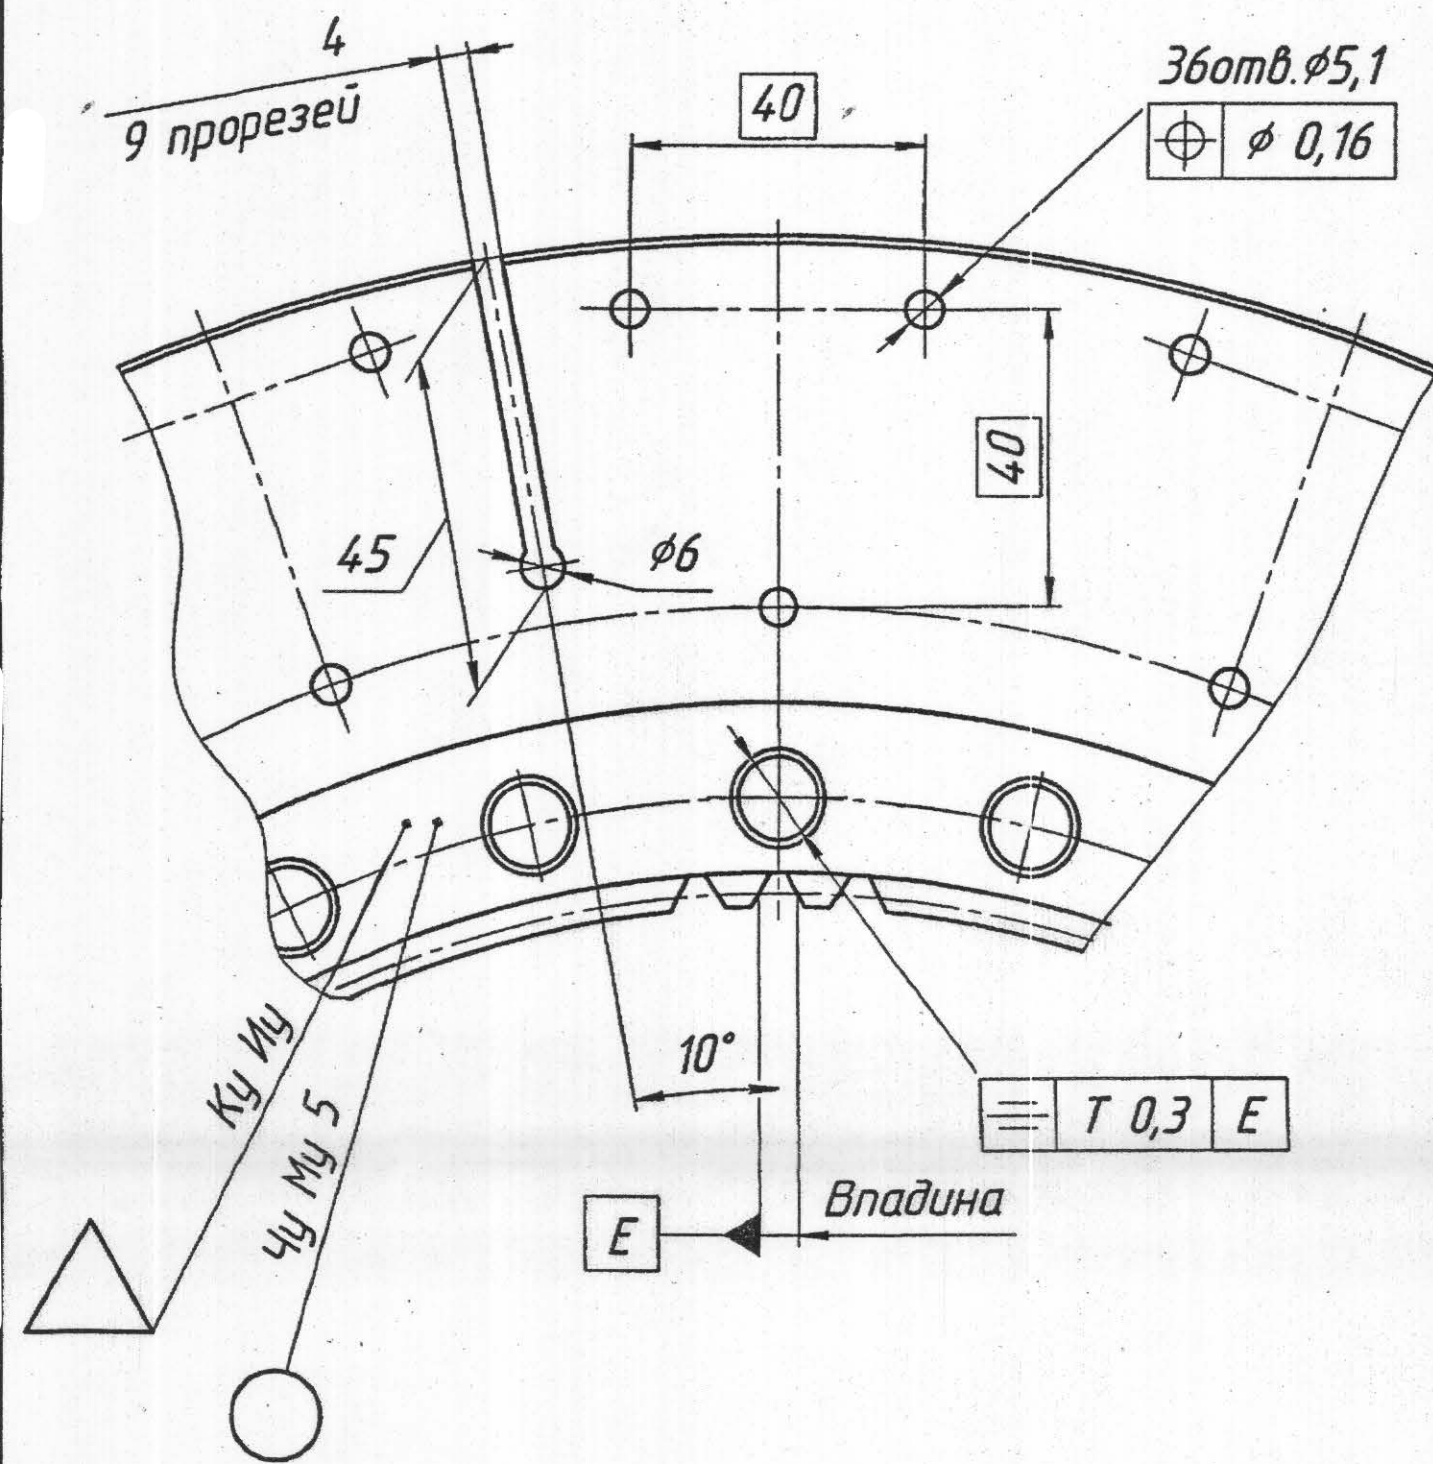 4
9 прорезей
40
36отв.⌀5,1
⌀ 0,16
40
45
⌀6
10°
Ку Иу
Чу Му 5
Т 0,3 Е
Е
Впадина